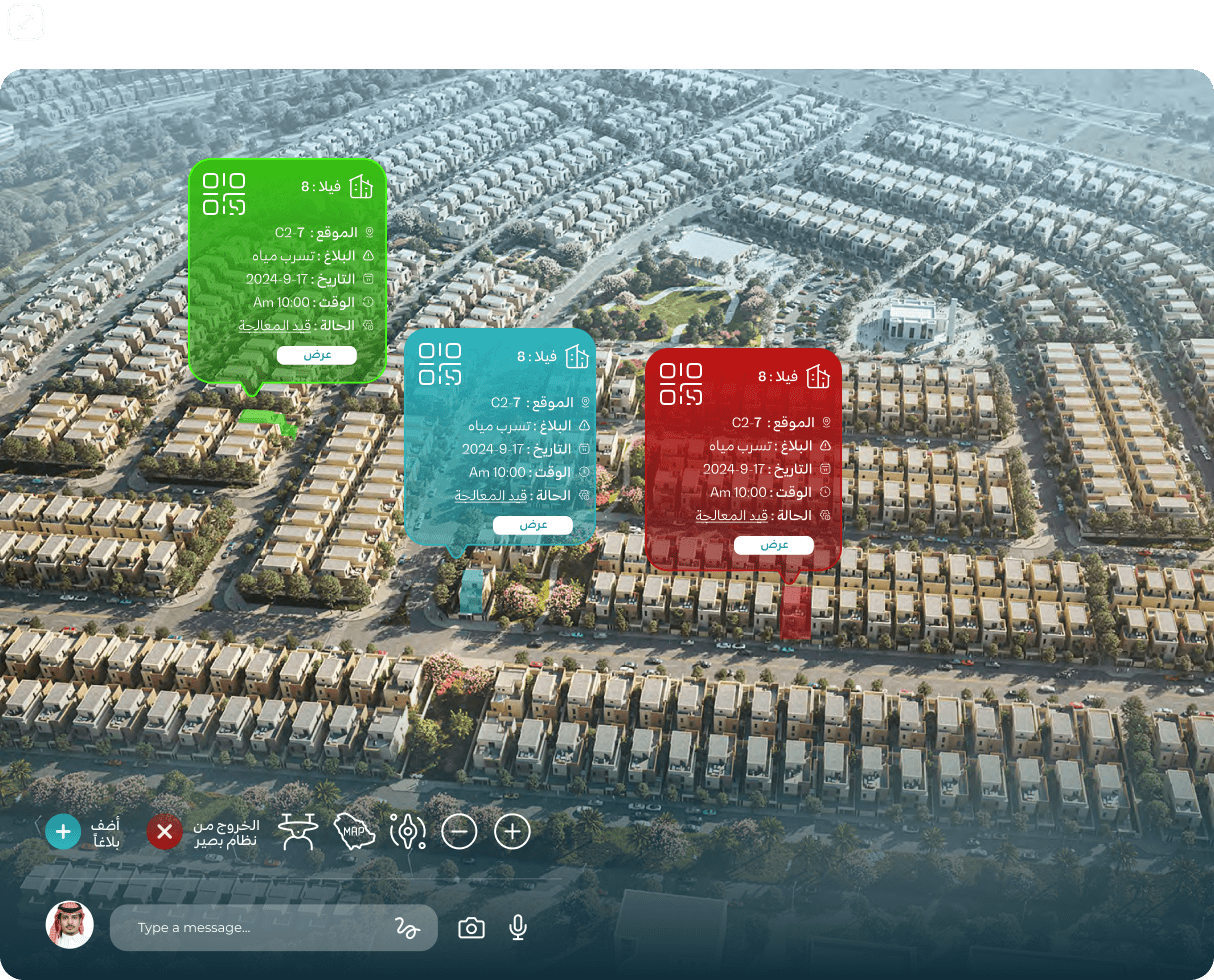 فيلا : 8
الموقع : C2-7
البلاغ : تسرب مياه
التاريخ : 17-9-2024
الوقت : 10:00 Am
الحالة : قيد المعالجة
عرض
فيلا : 8
الموقع : C2-7
البلاغ : تسرب مياه
التاريخ : 17-9-2024
الوقت : 10:00 Am
الحالة : قيد المعالجة
عرض
فيلا : 8
الموقع : C2-7
البلاغ : تسرب مياه
التاريخ : 17-9-2024
الوقت : 10:00 Am
الحالة : قيد المعالجة
عرض
أضف
بلاغاً
الخروج من
نظام بصير
MAP
Type a message...